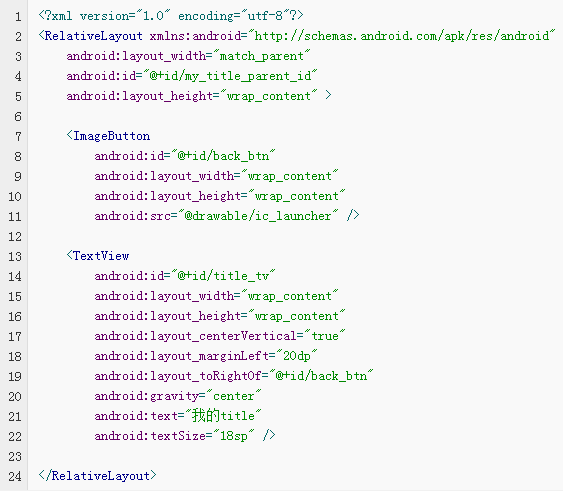 1 <?xml version="1.0" encoding="utf-8"?>
2 <RelativeLayout xmlns:android="http://schemas.android.com/apk/res/android"
3     android:layout_width="match_parent"
4     android:id="@+id/my_title_parent_id"
5     android:layout_height="wrap_content" >
6
7     <ImageButton
8         android:id="@+id/back_btn"
9         android:layout_width="wrap_content"
10         android:layout_height="wrap_content"
11         android:src="@drawable/ic_launcher" />
12
13     <TextView
14         android:id="@+id/title_tv"
15         android:layout_width="wrap_content"
16         android:layout_height="wrap_content"
17         android:layout_centerVertical="true"
18         android:layout_marginLeft="20dp"
19         android:layout_toRightOf="@+id/back_btn"
20         android:gravity="center"
21         android:text="我的title"
22         android:textSize="18sp" />
23
24 </RelativeLayout>